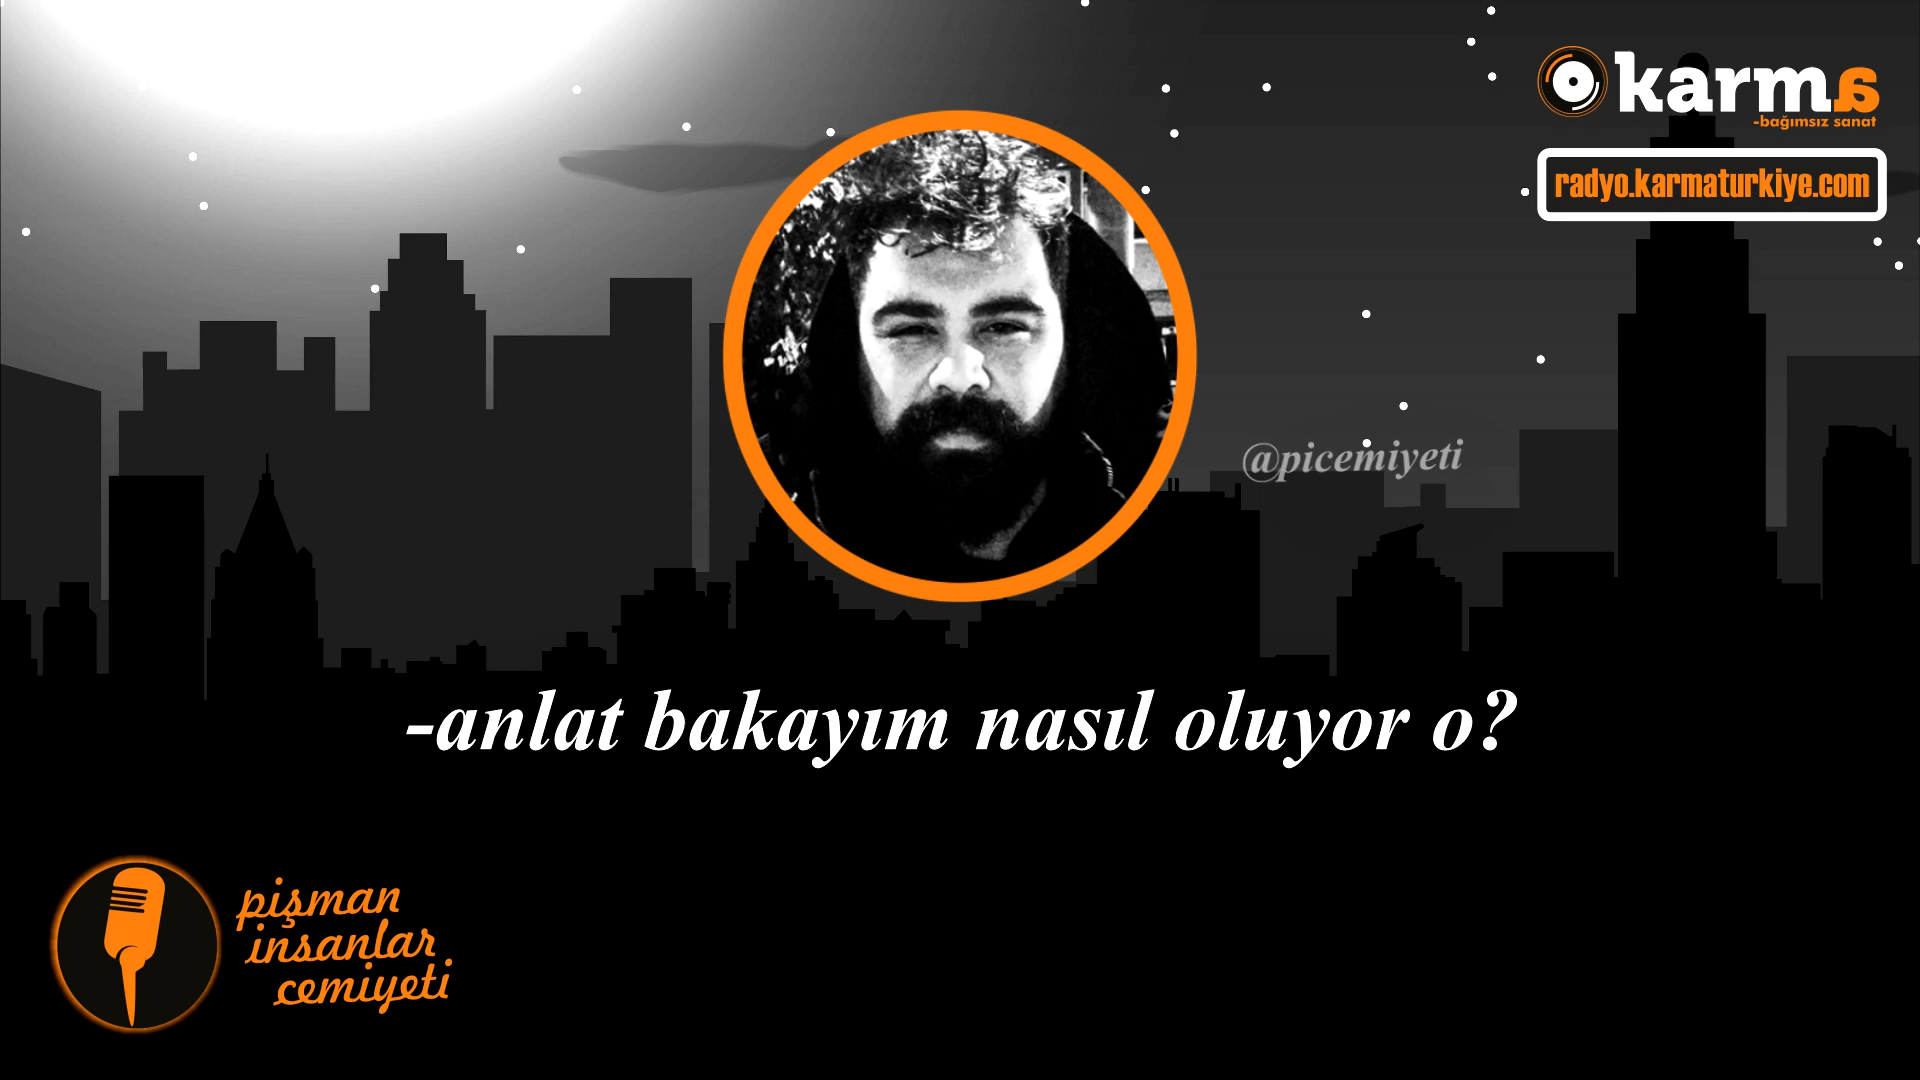 karma
-bağımsız sanat
radyo.karmaturkiye.com
@picemiyeti
-anlat bakayım nasıl oluyor o?
pişman
insanlar
cemiyeti